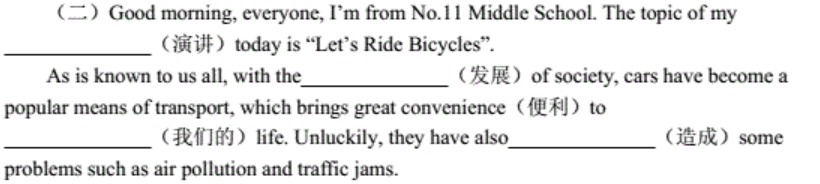 （二）Good morning, everyone, I’m from No.11 Middle School. The topic of my
______________（演讲）today is “Let’s Ride Bicycles”.
As is known to us all, with the______________（发展）of society, cars have become a
popular means of transport, which brings great convenience（便利）to
______________（我们的）life. Unluckily, they have also______________（造成）some
problems such as air pollution and traffic jams.